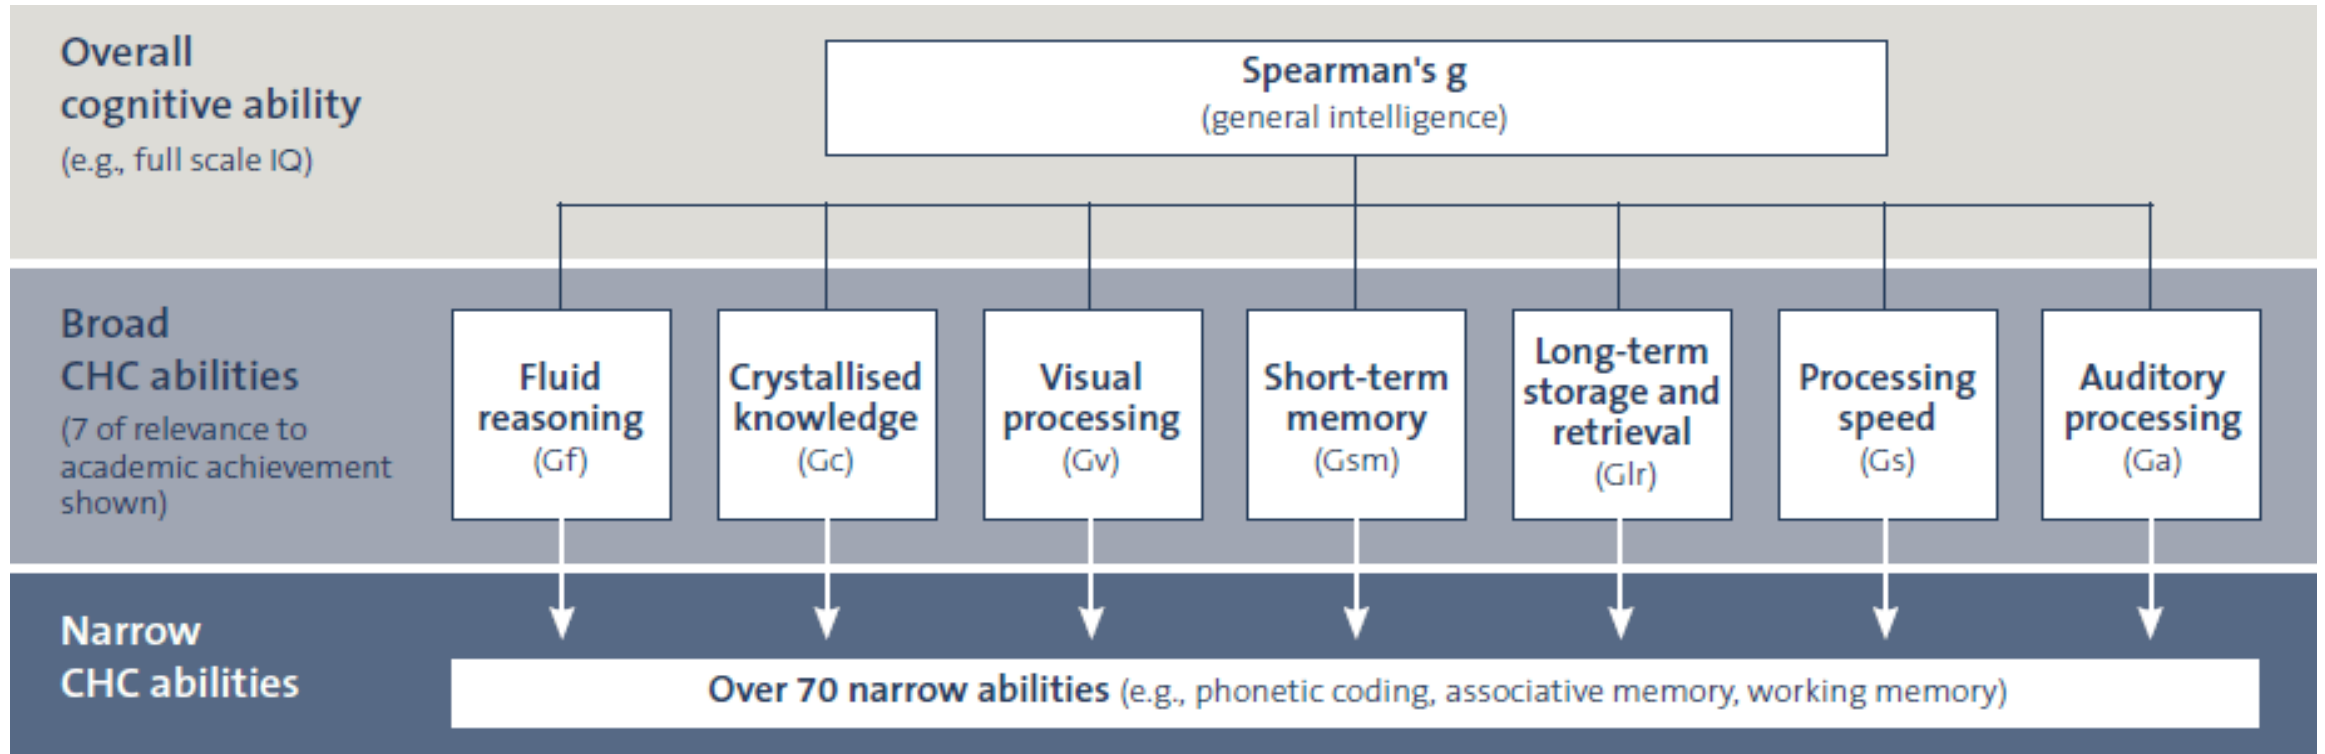 Overall
cognitive ability
(e.g., full scale IQ)
Spearman's g
(general intelligence)
Broad
CHC abilities
(7 of relevance to
academic achievement
shown)
Fluid
reasoning
(Gf)
Crystallised
knowledge
(Gc)
Visual
processing
(Gv)
Short-term
memory
(Gsm)
Long-term
storage and
retrieval
(Glr)
Processing
speed
(Gs)
Auditory
processing
(Ga)
Narrow
CHC abilities
Over 70 narrow abilities (e.g., phonetic coding, associative memory, working memory)